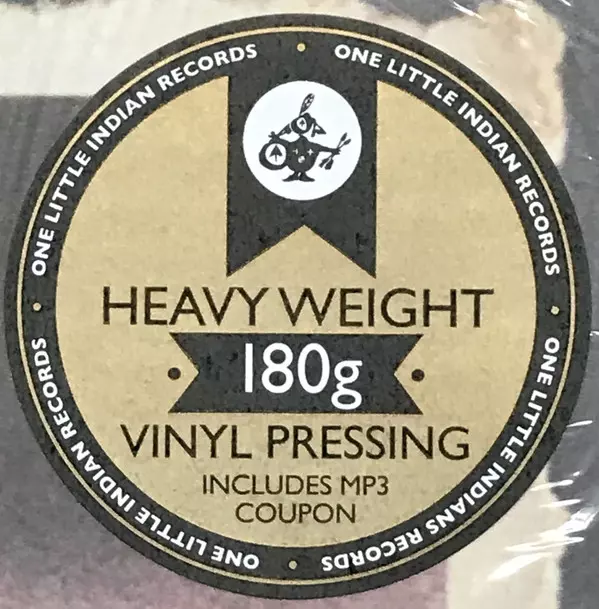 ONE LITTLE INDIAN RECORDS • ONE LITTLE INDIAN RECORDS • ONE LITTLE INDIANS RECORDS • ONE LITTLE INDIAN RECORDS •
HEAVY WEIGHT
• 180g •
VINYL PRESSING
INCLUDES MP3
COUPON